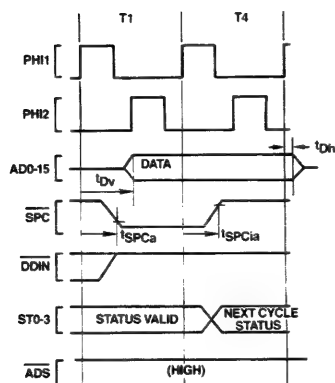 T1 T4
PHI1
PHI2
AD0-15 DATA
tDv
tDh
SPC
tSPCa
tSPCia
DDIN
ST0-3 STATUS VALID NEXT CYCLE STATUS
ADS (HIGH)